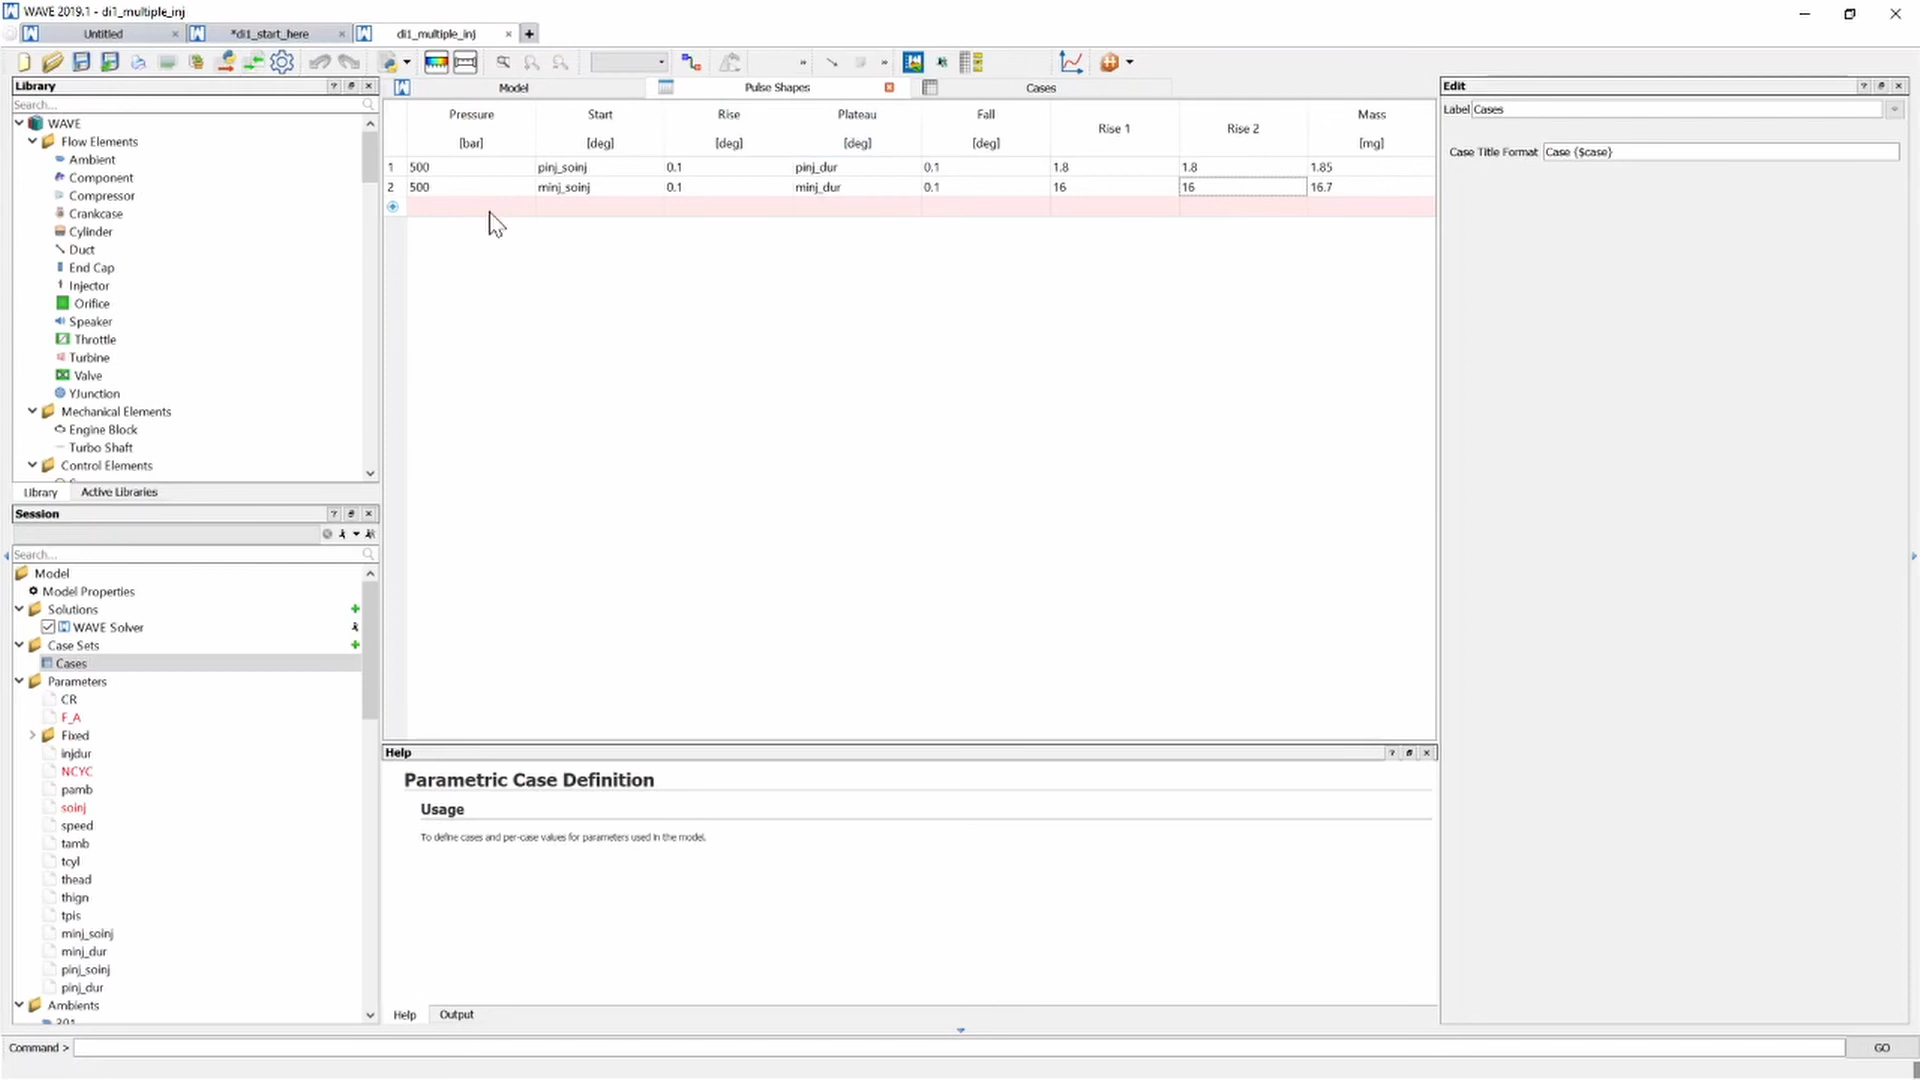 WAVE 2019.1 - di1_multiple_inj
Untitled
*di1_start_here
di1_multiple_inj
Library
Search...
WAVE
Flow Elements
Ambient
Component
Compressor
Crankcase
Cylinder
Duct
End Cap
Injector
Orifice
Speaker
Throttle
Turbine
Valve
YJunction
Mechanical Elements
Engine Block
Turbo Shaft
Control Elements
Library
Active Libraries
Session
Search...
Model
Model Properties
Solutions
WAVE Solver
Case Sets
Cases
Parameters
CR
F_A
Fixed
injdur
NCYC
pamb
soinj
speed
tamb
tcyl
thead
thign
tpis
minj_soinj
minj_dur
pinj_soinj
pinj_dur
Ambients
301
Model
Pulse Shapes
Cases
Pressure Start Rise Plateau Fall Rise 1 Rise 2 Mass
[bar] [deg] [deg] [deg] [deg] [mg]
1 500 pinj_soinj 0.1 pinj_dur 0.1 1.8 1.8 1.85
2 500 minj_soinj 0.1 minj_dur 0.1 16 16 16.7
Help
Parametric Case Definition
Usage
To define cases and per-case values for parameters used in the model.
Help
Output
Edit
Label Cases
Case Title Format Case {$case}
Command >
GO